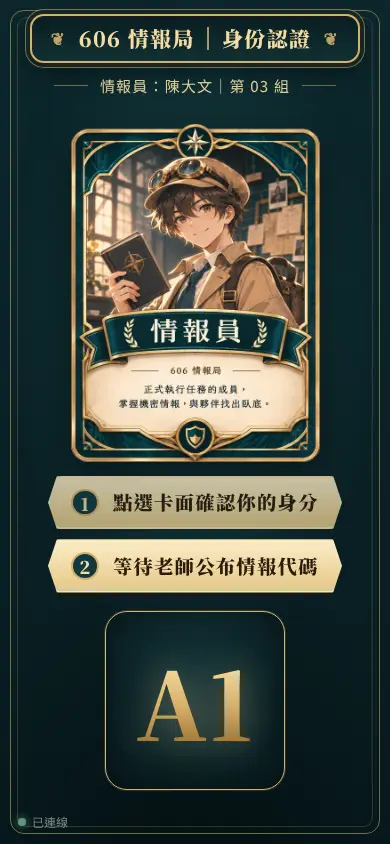 606 情報局｜身份認證
情報員：陳大文｜第 03 組
情報員
606 情報局
正式執行任務的成員，
掌握機密情報，與夥伴找出臥底。
1 點選卡面確認你的身分
2 等待老師公布情報代碼
A1
已連線